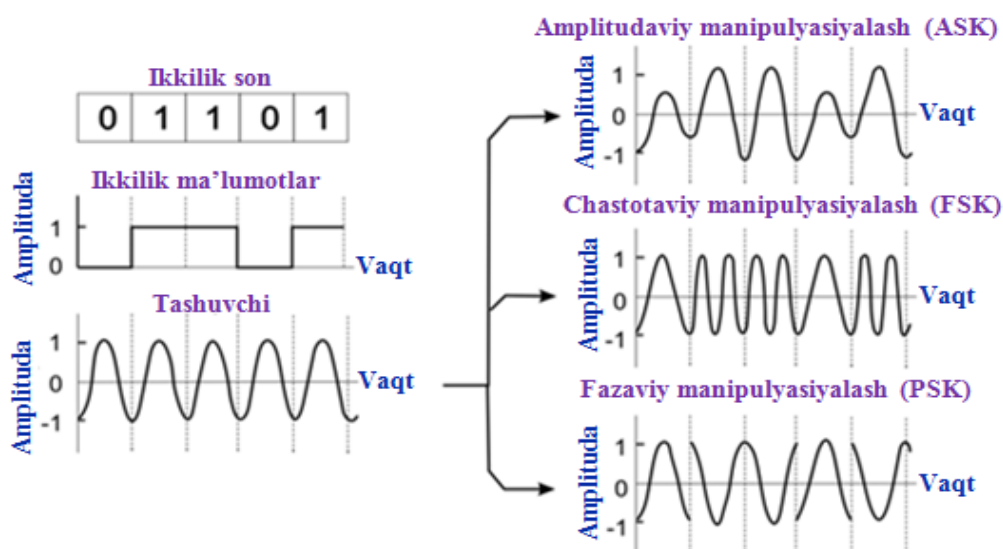 Ikkilik son
0 1 1 0 1
Ikkilik ma’lumotlar
Amplituda
1
0
Vaqt
Tashuvchi
Amplituda
1
0
-1
Vaqt
Amplitudaviy manipulyasiyalash (ASK)
Amplituda
1
0
-1
Vaqt
Chastotaviy manipulyasiyalash (FSK)
Amplituda
1
0
-1
Vaqt
Fazaviy manipulyasiyalash (PSK)
Amplituda
1
0
-1
Vaqt